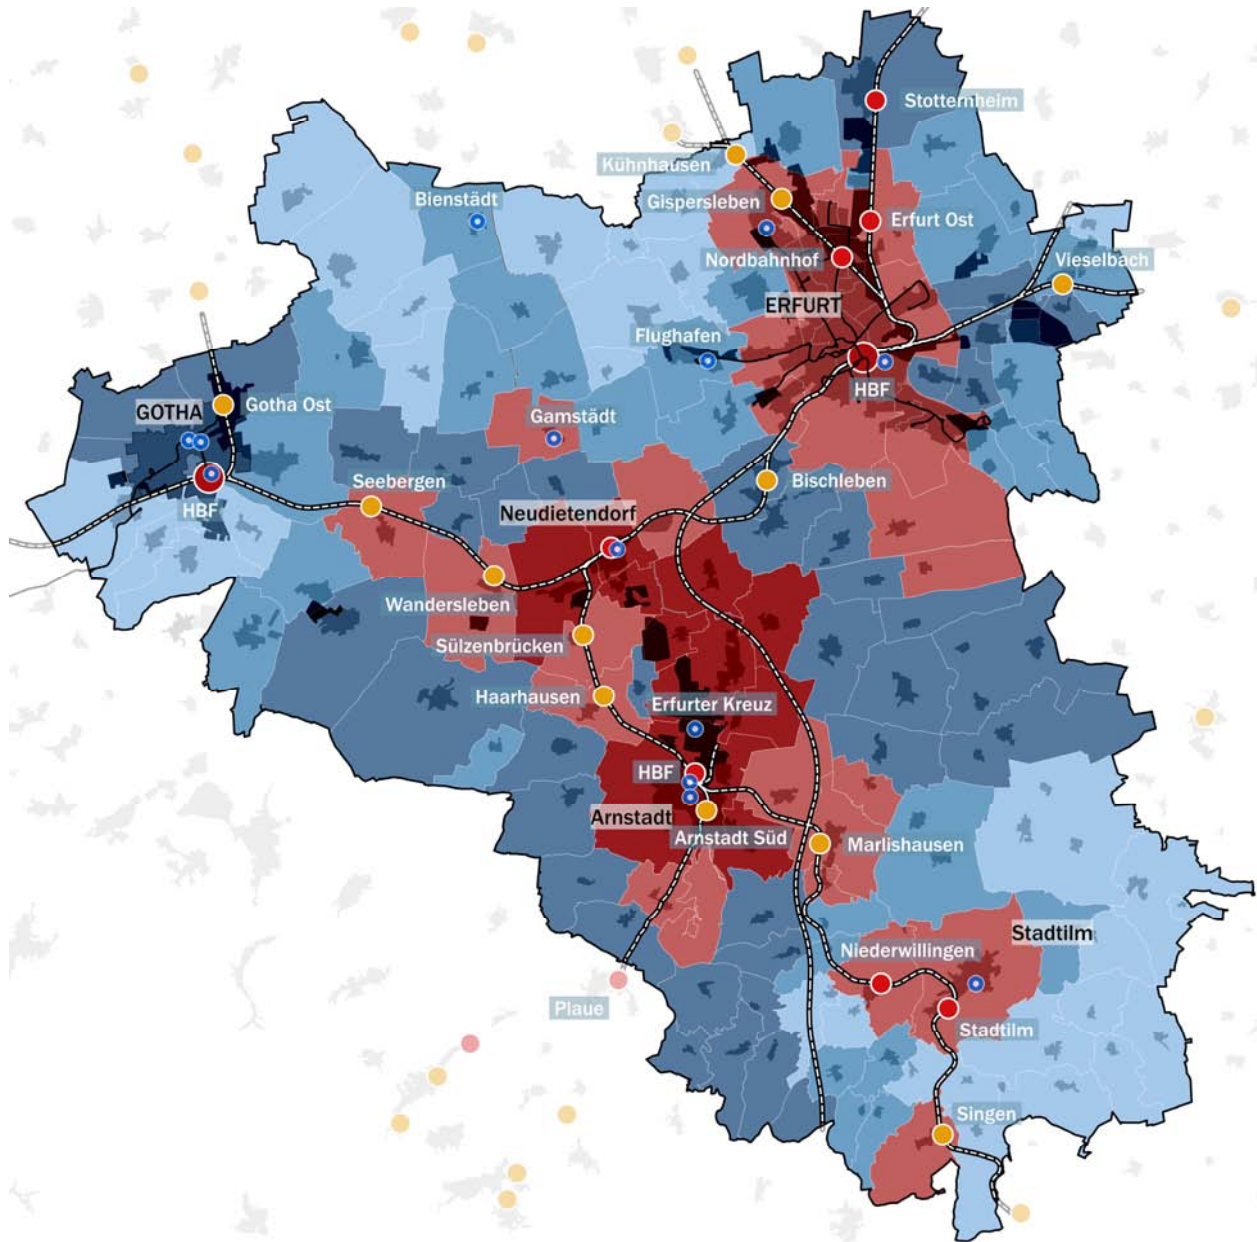 Stotternheim
Kühnhausen
Gispersleben
Bienstädt
Erfurt Ost
Nordbahnhof
Vieselbach
ERFURT
Flughafen
HBF
GOTHA
Gotha Ost
Gamstädt
Seebergen
Bischleben
HBF
Neudietendorf
Wandersleben
Sülzenbrücken
Haarhausen
Erfurter Kreuz
HBF
Arnstadt
Arnstadt Süd
Marlishausen
Niederwillingen
Stadtilm
Plaue
Stadtilm
Singen